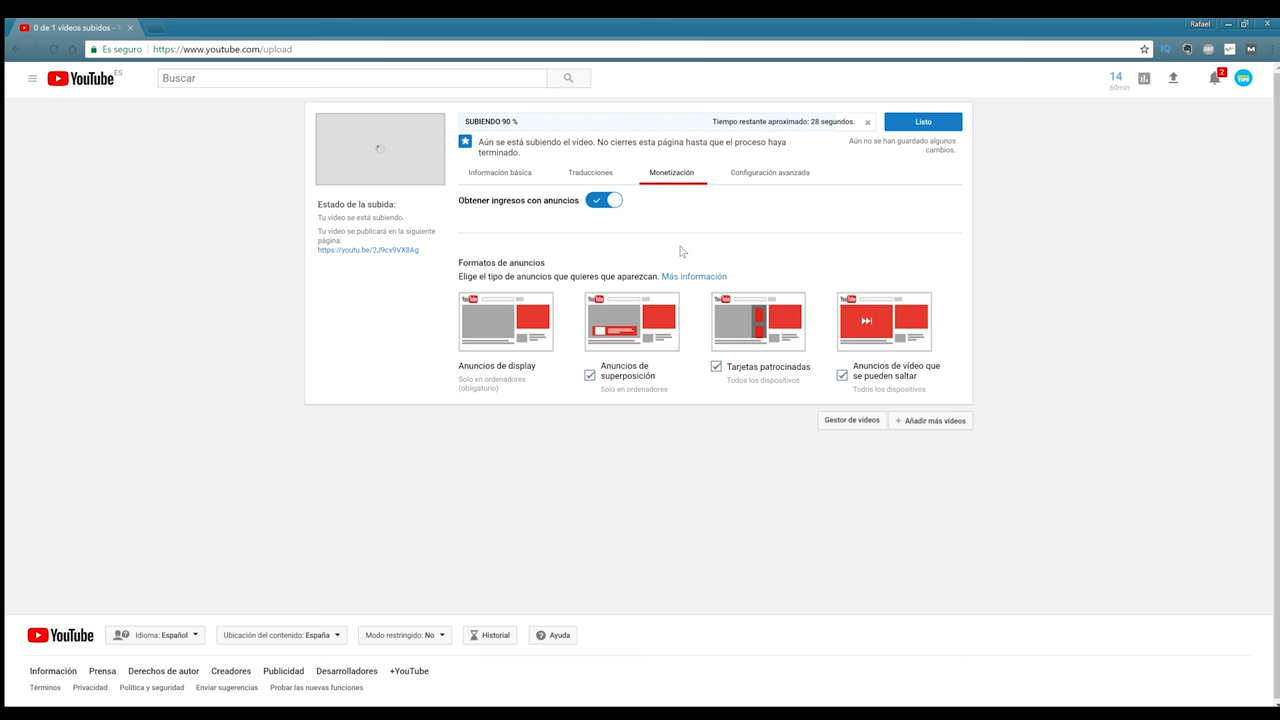 0 de 1 vídeos subidos -
Rafael
Es seguro
https://www.youtube.com/upload
YouTube ES
Buscar
14
60min
2
SUBIENDO 90 %
Tiempo restante aproximado: 28 segundos.
Listo
Aún se está subiendo el vídeo. No cierres esta página hasta que el proceso haya
terminado.
Aún no se han guardado algunos
cambios.
Información básica
Traducciones
Monetización
Configuración avanzada
Obtener ingresos con anuncios
Estado de la subida:
Tu vídeo se está subiendo.
Tu vídeo se publicará en la siguiente
página:
https://youtu.be/2J9cv9VX8Ag
Formatos de anuncios
Elige el tipo de anuncios que quieres que aparezcan. Más información
Anuncios de display
Solo en ordenadores
(obligatorio)
Anuncios de
superposición
Solo en ordenadores
Tarjetas patrocinadas
Todos los dispositivos
Anuncios de vídeo que
se pueden saltar
Todos los dispositivos
Gestor de vídeos
+ Añadir más vídeos
YouTube
Idioma: Español
Ubicación del contenido: España
Modo restringido: No
Historial
Ayuda
Información
Prensa
Derechos de autor
Creadores
Publicidad
Desarrolladores
+YouTube
Términos
Privacidad
Política y seguridad
Enviar sugerencias
Probar las nuevas funciones